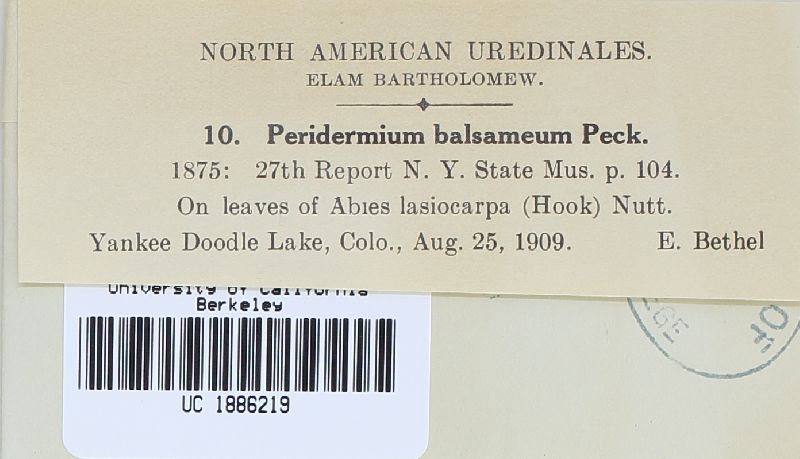 NORTH AMERICAN UREDINALES.
ELAM BARTHOLOMEW.
10. Peridermium balsameum Peck.
1875: 27th Report N. Y. State Mus. p. 104.
On leaves of Abies lasiocarpa (Hook) Nutt.
Yankee Doodle Lake, Colo., Aug. 25, 1909. E. Bethel
University of California
Berkeley
UC 1886219
OF